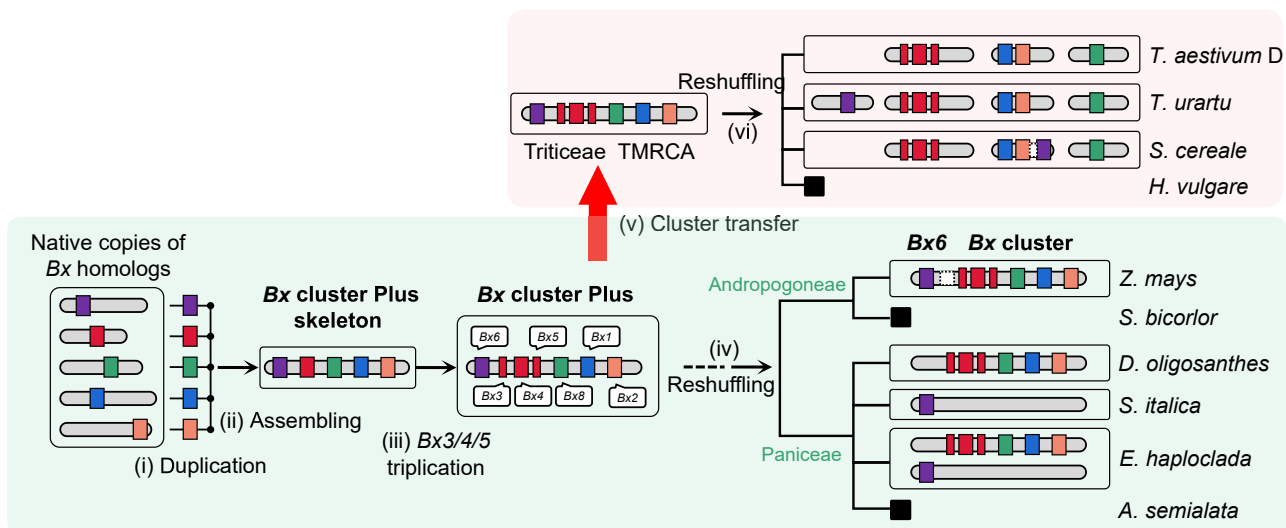 Reshuffling
(vi)
Triticeae TMRCA
T. aestivum D
T. urartu
S. cereale
H. vulgare
(v) Cluster transfer
Native copies of
Bx homologs
(i) Duplication
(ii) Assembling
Bx cluster Plus
skeleton
(iii) Bx3/4/5
triplication
Bx cluster Plus
Bx6
Bx5
Bx1
Bx3
Bx4
Bx8
Bx2
(iv)
Reshuffling
Bx6 Bx cluster
Andropogoneae
Z. mays
S. bicorlor
Paniceae
D. oligosanthes
S. italica
E. haploclada
A. semialata